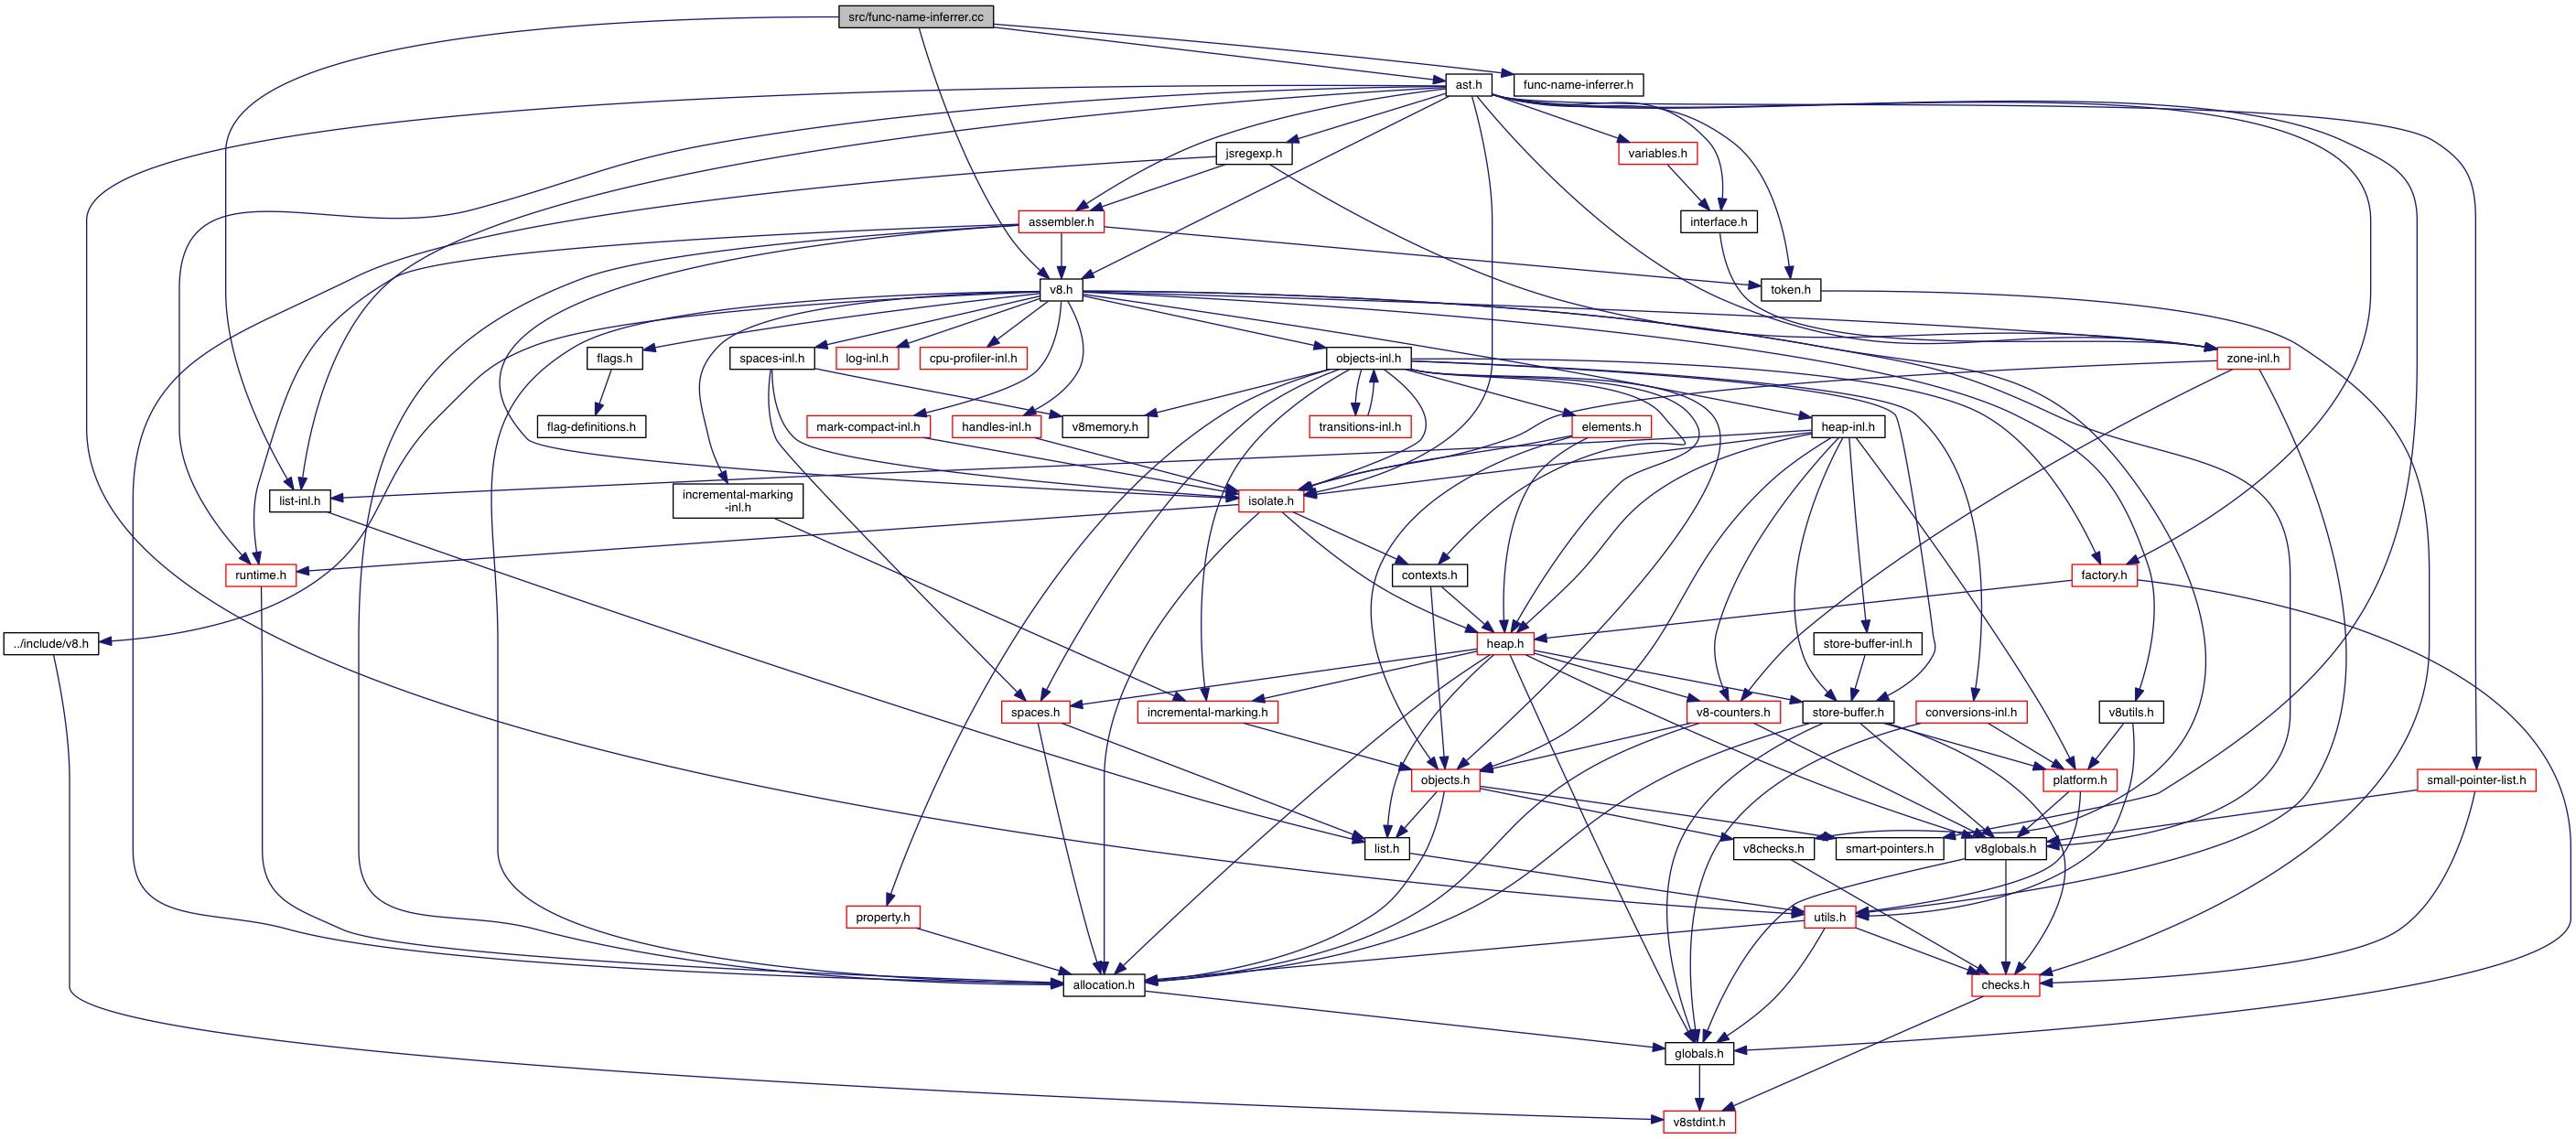 src/func-name-inferrer.cc
ast.h
func-name-inferrer.h
jsregexp.h
variables.h
assembler.h
interface.h
v8.h
token.h
flags.h
spaces-inl.h
log-inl.h
cpu-profiler-inl.h
objects-inl.h
zone-inl.h
flag-definitions.h
mark-compact-inl.h
handles-inl.h
v8memory.h
transitions-inl.h
elements.h
heap-inl.h
list-inl.h
incremental-marking
-inl.h
isolate.h
runtime.h
contexts.h
factory.h
../include/v8.h
heap.h
store-buffer-inl.h
spaces.h
incremental-marking.h
v8-counters.h
store-buffer.h
conversions-inl.h
v8utils.h
objects.h
platform.h
small-pointer-list.h
list.h
v8checks.h
smart-pointers.h
v8globals.h
property.h
utils.h
allocation.h
checks.h
globals.h
v8stdint.h